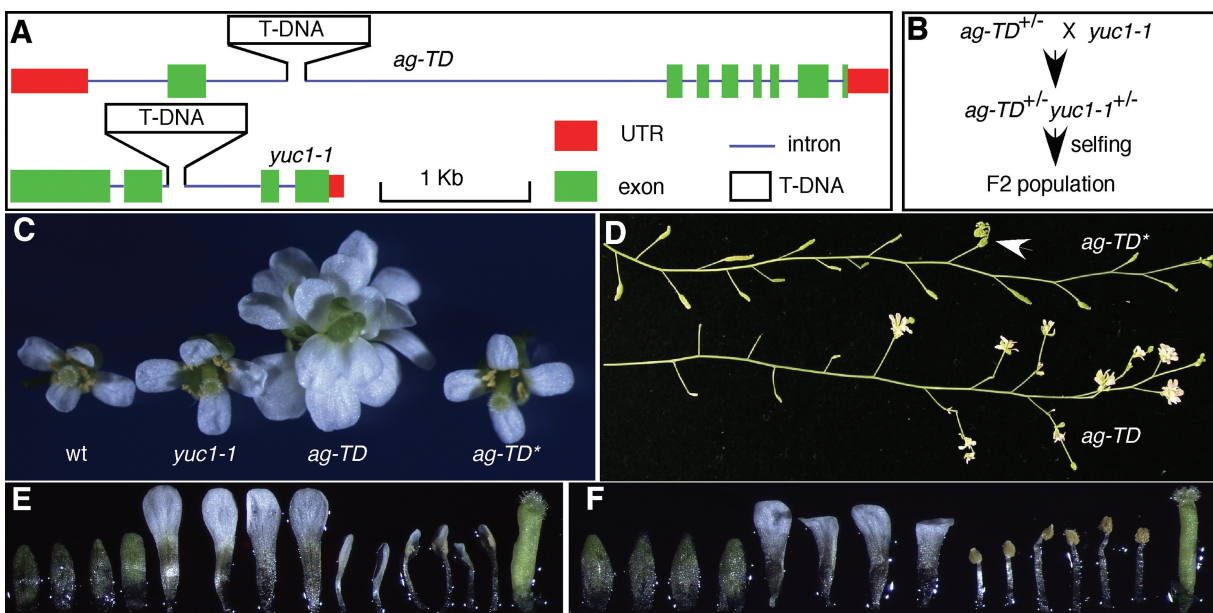 A
T-DNA
ag-TD
T-DNA
yuc1-1
1 Kb
UTR
exon
intron
T-DNA
B
ag-TD+/- X yuc1-1
ag-TD+/-yuc1-1+/-
selfing
F2 population
C
wt
yuc1-1
ag-TD
ag-TD*
D
ag-TD*
ag-TD
E
F